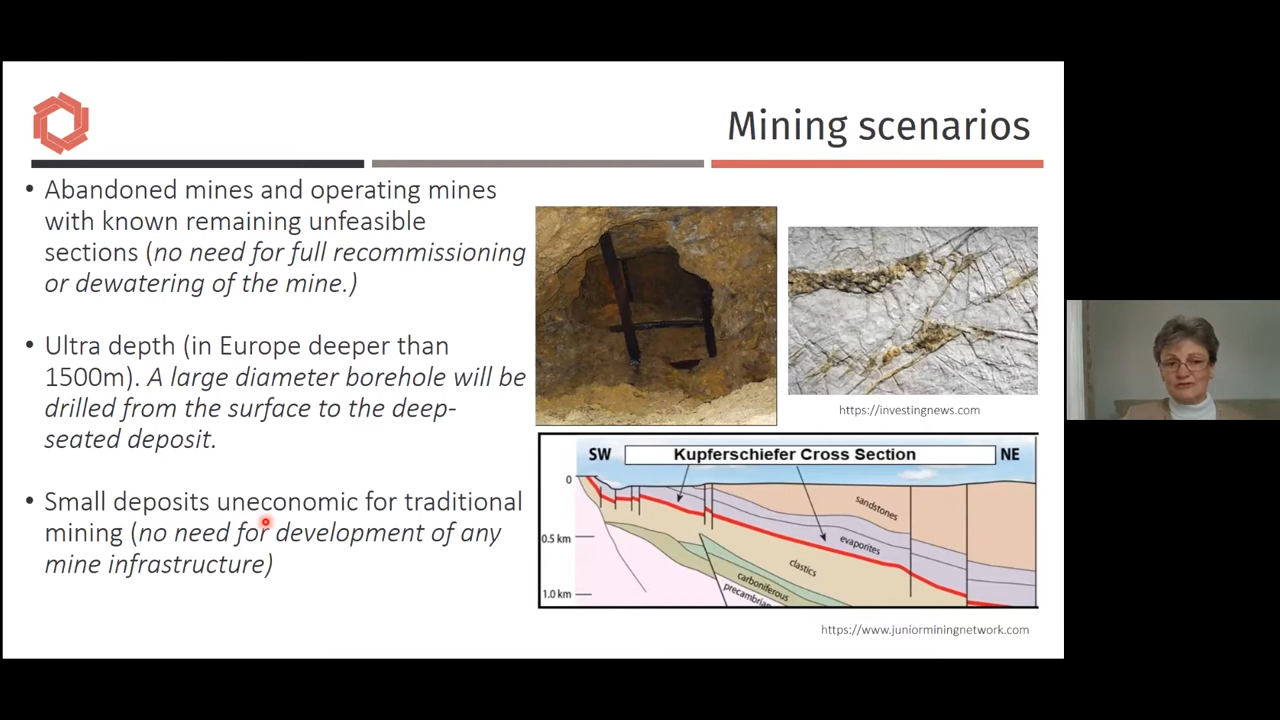 Mining scenarios
• Abandoned mines and operating mines
with known remaining unfeasible
sections (no need for full recommissioning
or dewatering of the mine.)
• Ultra depth (in Europe deeper than
1500m). A large diameter borehole will be
drilled from the surface to the deep-
seated deposit.
• Small deposits uneconomic for traditional
mining (no need for development of any
mine infrastructure)
https://investingnews.com
SW Kupferschiefer Cross Section NE
0
sandstones
0.5 km
evaporites
clastics
carboniferous
precambrian
1.0 km
https://www.juniorminingnetwork.com